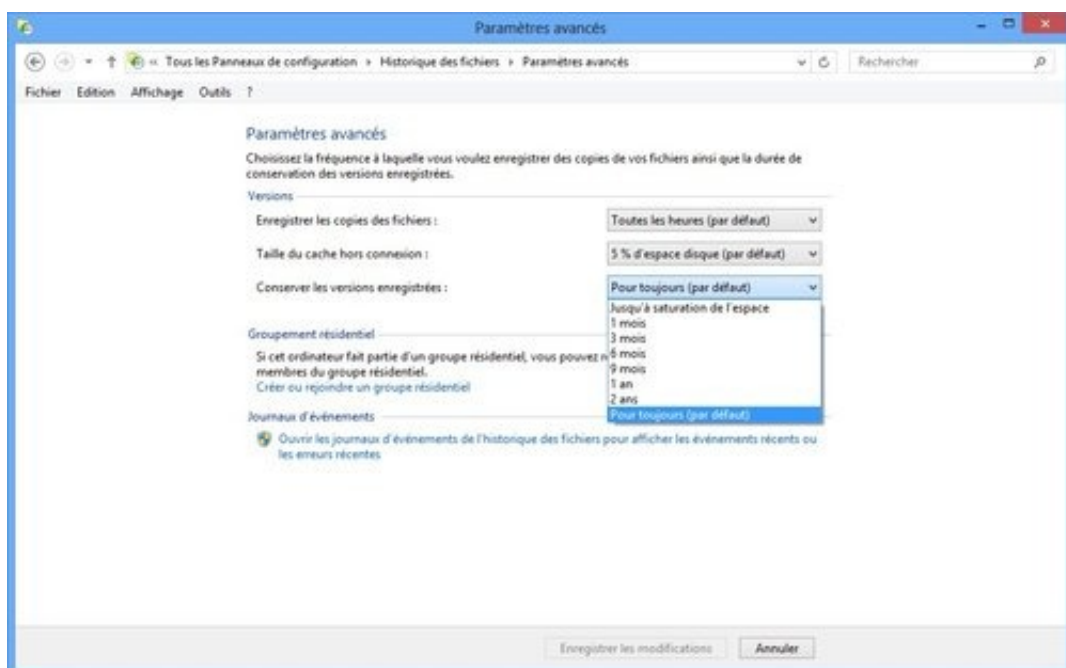 Paramètres avancés
« Tous les Panneaux de configuration › Historique des fichiers › Paramètres avancés
Rechercher
Fichier Edition Affichage Outils ?
Paramètres avancés
Choisissez la fréquence à laquelle vous voulez enregistrer des copies de vos fichiers ainsi que la durée de
conservation des versions enregistrées.
Versions
Enregistrer les copies des fichiers :
Toutes les heures (par défaut)
Taille du cache hors connexion :
5 % d'espace disque (par défaut)
Conserver les versions enregistrées :
Pour toujours (par défaut)
Jusqu'à saturation de l'espace
1 mois
3 mois
6 mois
9 mois
1 an
2 ans
Pour toujours (par défaut)
Groupement résidentiel
Si cet ordinateur fait partie d'un groupe résidentiel, vous pouvez
membres du groupe résidentiel.
Créer ou rejoindre un groupe résidentiel
Journaux d'événements
Ouvrir les journaux d'événements de l'historique des fichiers pour afficher les événements récents ou
les erreurs récentes
Enregistrer les modifications
Annuler